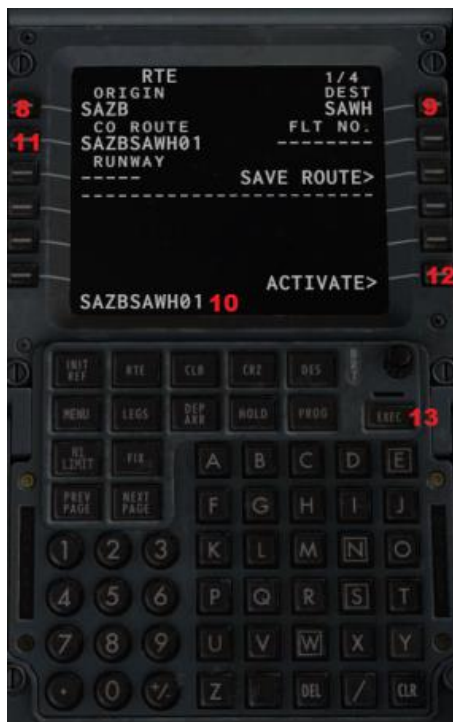 RTE 1/4
ORIGIN DEST
8 SAZB SAWH 9
CO ROUTE FLT NO.
11 SAZBSAWH01 --------
RUNWAY
----- SAVE ROUTE>
------------------------
ACTIVATE> 12
SAZBSAWH01 10
INIT REF RTE CLB CRZ DES
MENU LEGS DEP ARR HOLD PROG EXEC 13
N1 LIMIT FIX A B C D E
PREV PAGE NEXT PAGE F G H I J
1 2 3 K L M N O
4 5 6 P Q R S T
7 8 9 U V W X Y
. 0 +/- Z DEL / CLR